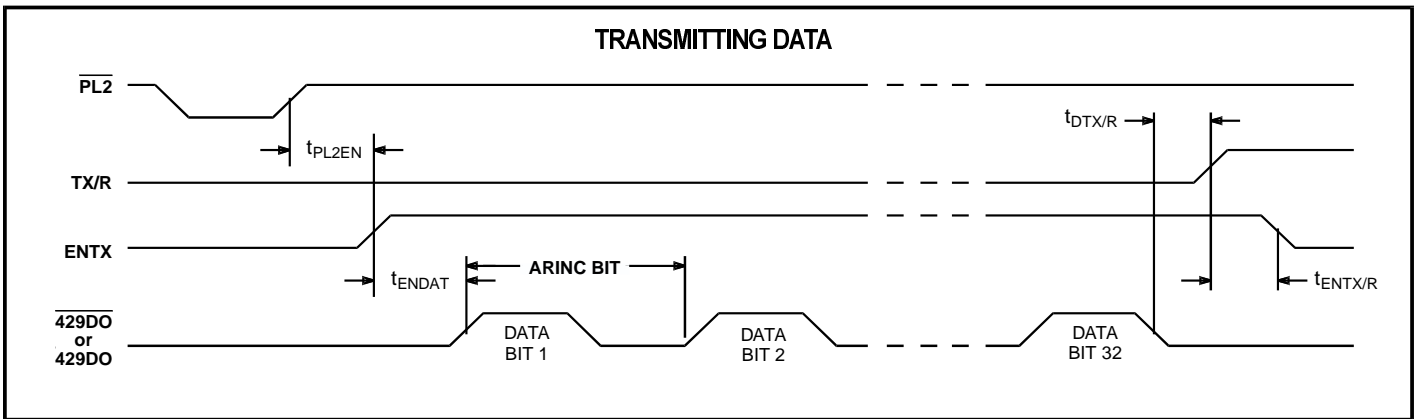 TRANSMITTING DATA
PL2
tDTX/R
tPL2EN
TX/R
ENTX
ARINC BIT
tENDAT
tENTX/R
429DO
or
429DO
DATA
BIT 1
DATA
BIT 2
DATA
BIT 32